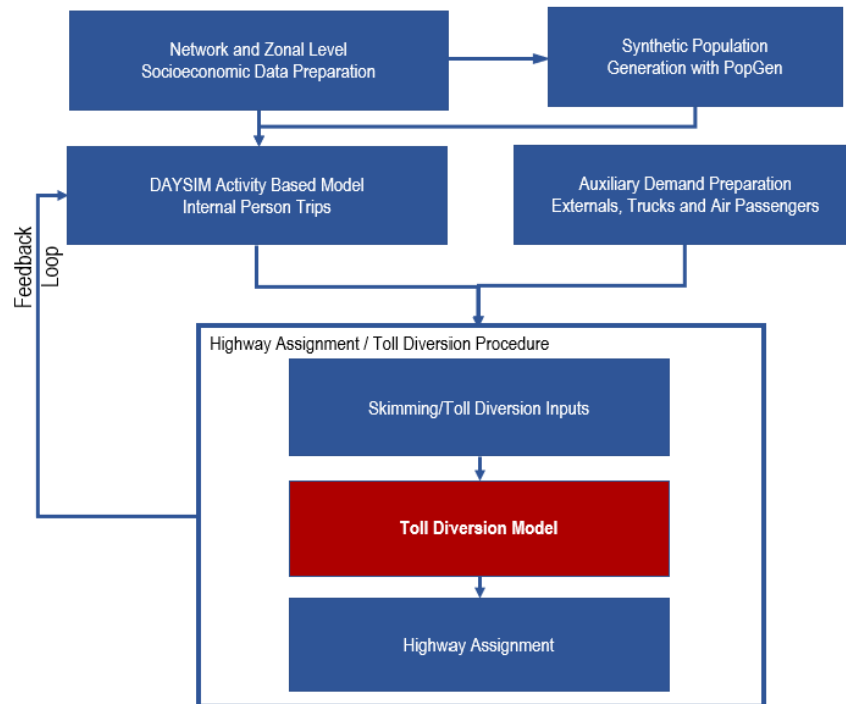 Network and Zonal Level
Socioeconomic Data Preparation
Synthetic Population
Generation with PopGen
DAYSIM Activity Based Model
Internal Person Trips
Auxiliary Demand Preparation
Externals, Trucks and Air Passengers
Feedback
Loop
Highway Assignment / Toll Diversion Procedure
Skimming/Toll Diversion Inputs
Toll Diversion Model
Highway Assignment